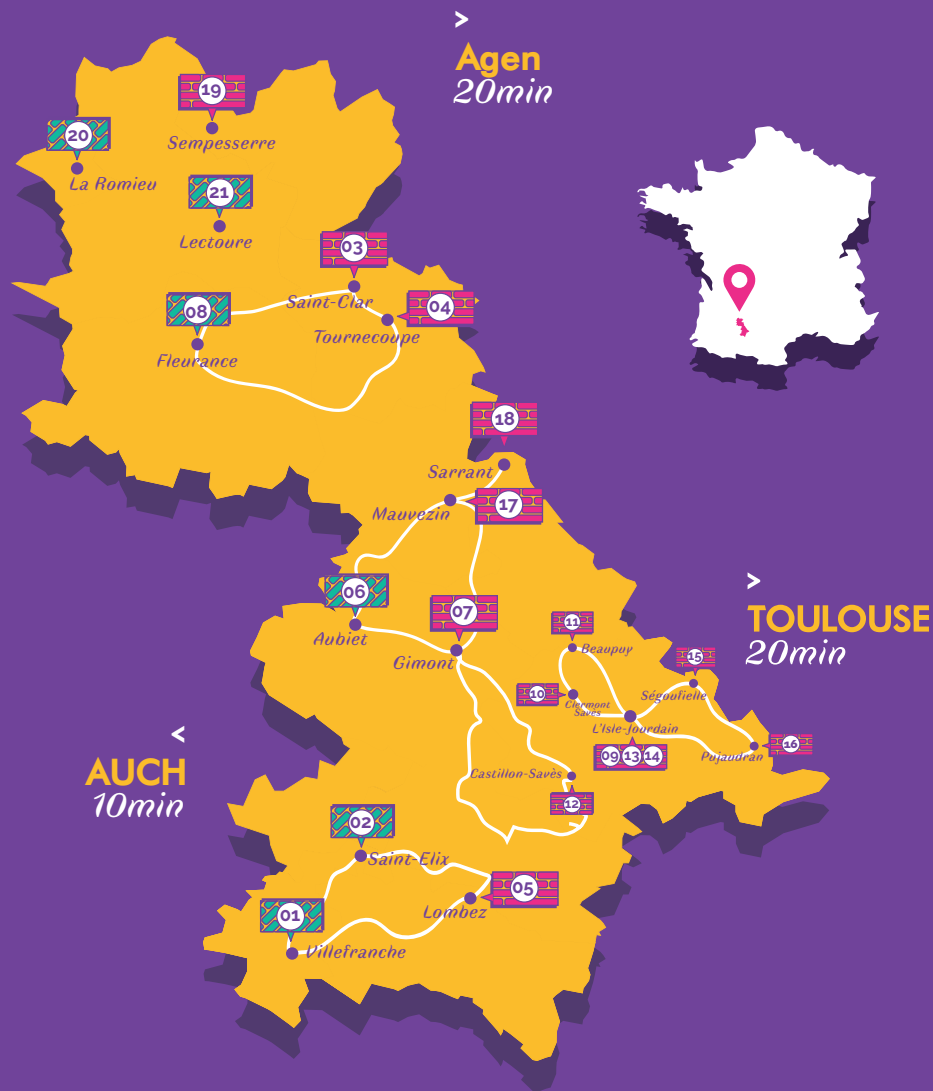 >
Agen
20min
19
Sempesserre
20
La Romieu
21
Lectoure
03
Saint-Clar
04
Tournecoupe
08
Fleurance
18
Sarrant
17
Mauvezin
06
Aubiet
07
Gimont
11
Beaupuy
10
Clermont
Savès
15
Ségoufielle
L'Isle-Jourdain
09 13 14
16
Pujaudran
>
TOULOUSE
20min
Castillon-Savès
12
<
AUCH
10min
02
Saint-Elix
05
Lombez
01
Villefranche